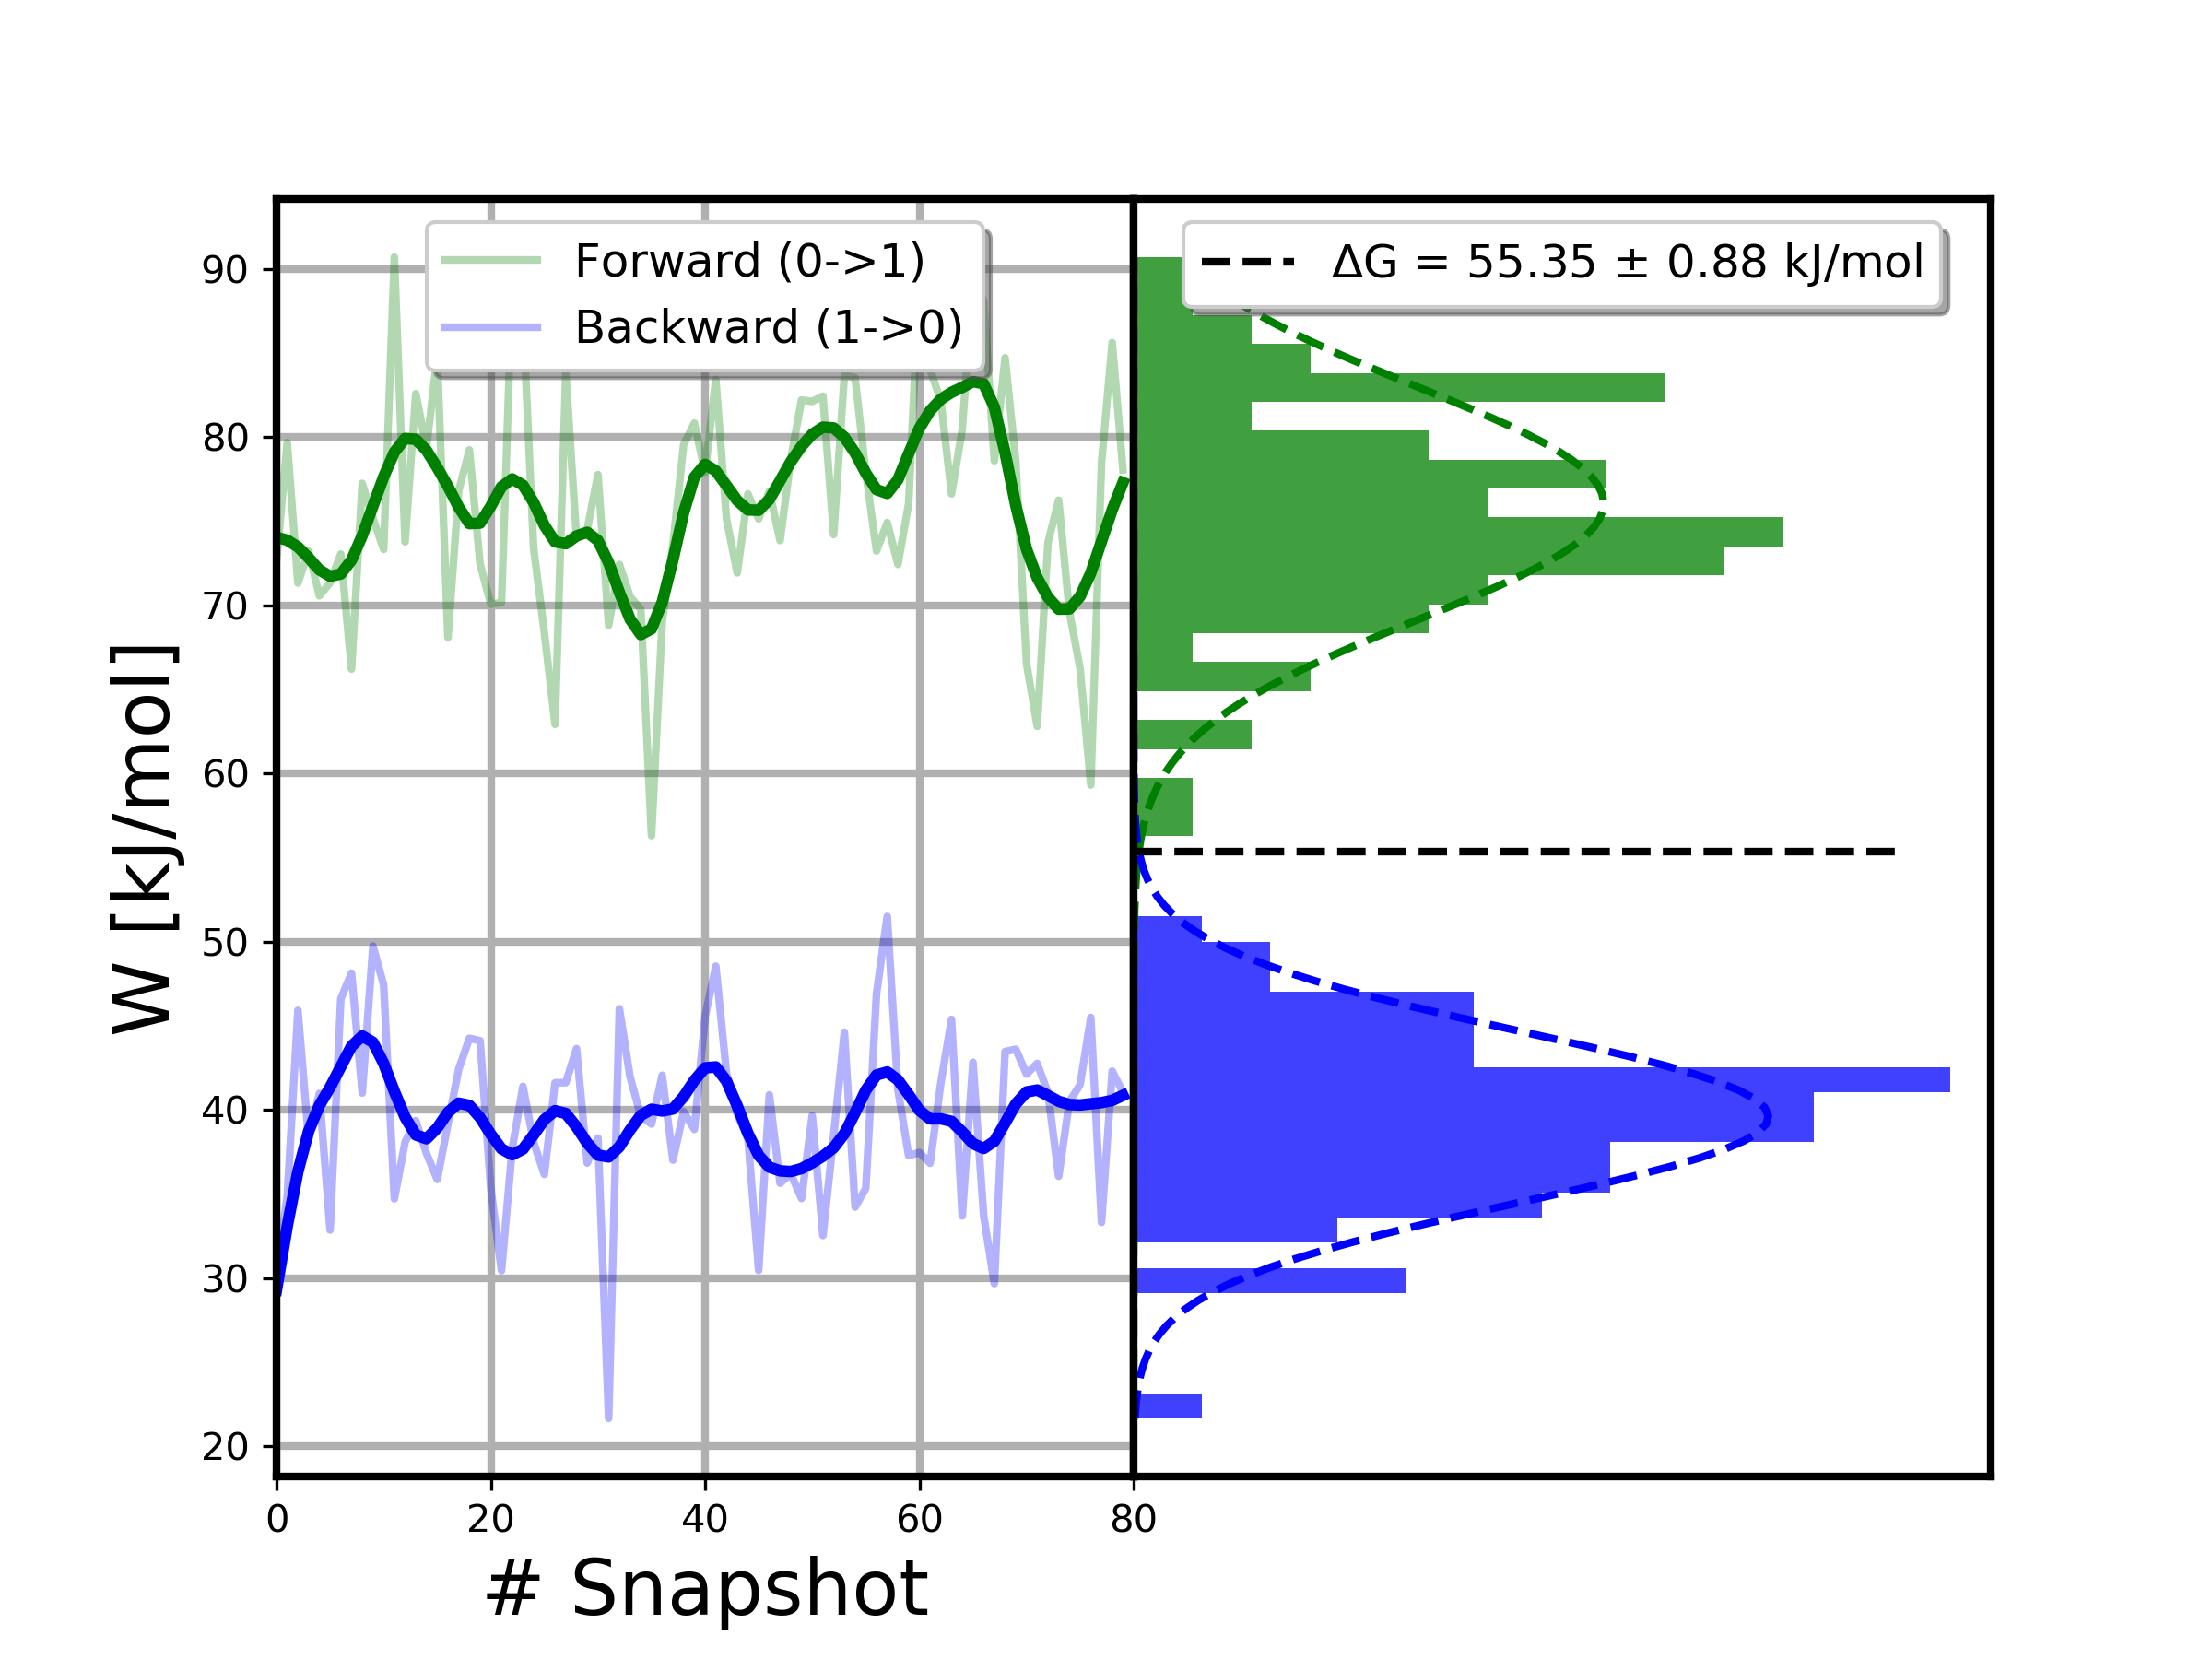 Forward (0->1)
Backward (1->0)
ΔG = 55.35 ± 0.88 kJ/mol
W [kJ/mol]
90
80
70
60
50
40
30
20
0 20 40 60 80
# Snapshot